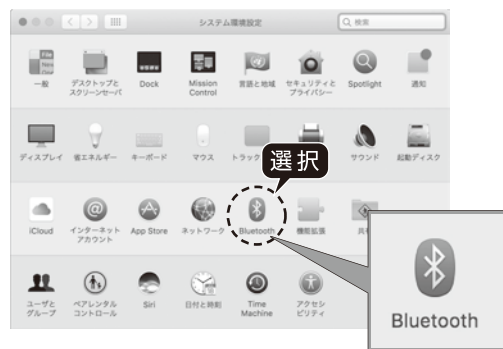 システム環境設定
検索
一般
デスクトップと
スクリーンセーバ
Dock
Mission
Control
言語と地域
セキュリティと
プライバシー
Spotlight
通知
ディスプレイ
省エネルギー
キーボード
マウス
トラック
サウンド
起動ディスク
選択
iCloud
インターネット
アカウント
App Store
ネットワーク
Bluetooth
機能拡張
共有
ユーザと
グループ
ペアレンタル
コントロール
Siri
日付と時刻
Time
Machine
アクセシ
ビリティ
Bluetooth